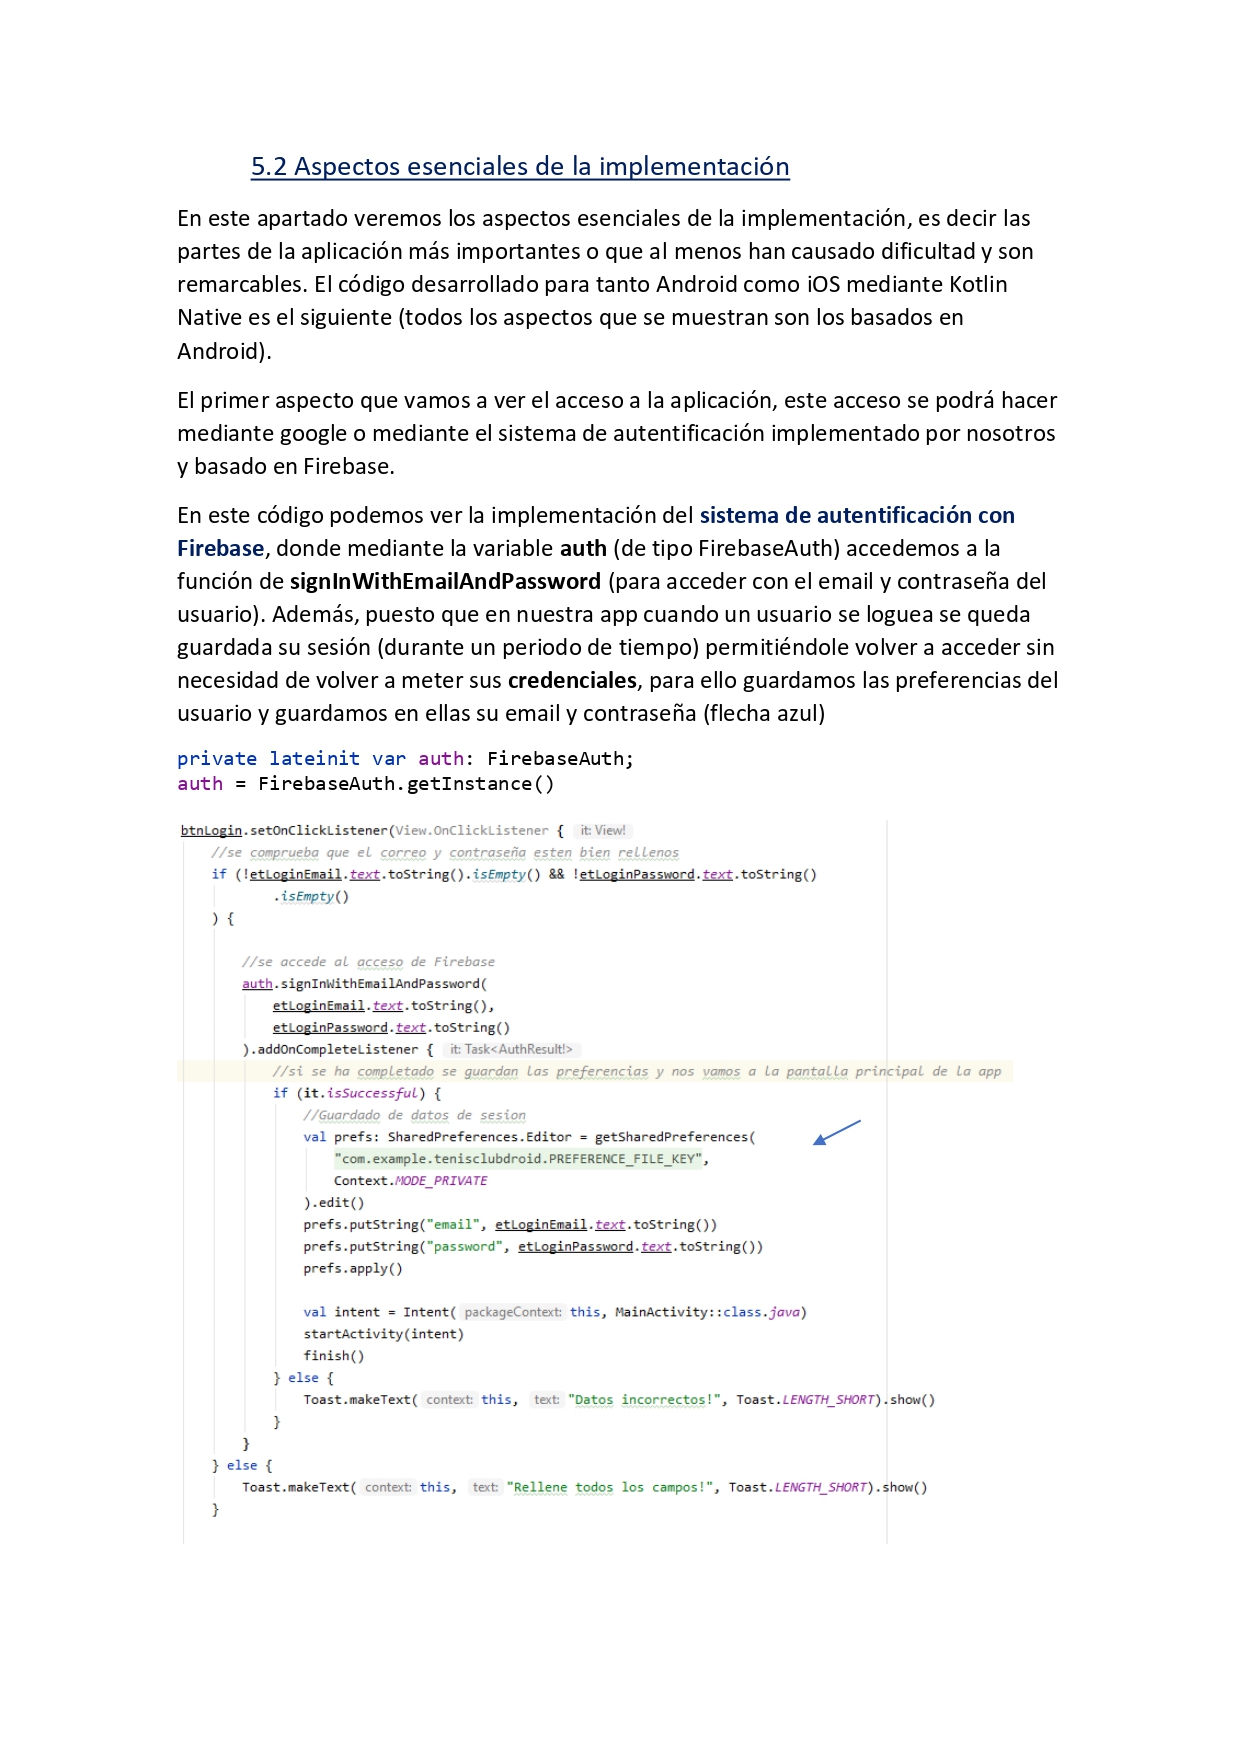 5.2 Aspectos esenciales de la implementación
En este apartado veremos los aspectos esenciales de la implementación, es decir las
partes de la aplicación más importantes o que al menos han causado dificultad y son
remarcables. El código desarrollado para tanto Android como iOS mediante Kotlin
Native es el siguiente (todos los aspectos que se muestran son los basados en
Android).
El primer aspecto que vamos a ver el acceso a la aplicación, este acceso se podrá hacer
mediante google o mediante el sistema de autentificación implementado por nosotros
y basado en Firebase.
En este código podemos ver la implementación del sistema de autentificación con
Firebase, donde mediante la variable auth (de tipo FirebaseAuth) accedemos a la
función de signInWithEmailAndPassword (para acceder con el email y contraseña del
usuario). Además, puesto que en nuestra app cuando un usuario se loguea se queda
guardada su sesión (durante un periodo de tiempo) permitiéndole volver a acceder sin
necesidad de volver a meter sus credenciales, para ello guardamos las preferencias del
usuario y guardamos en ellas su email y contraseña (flecha azul)
private lateinit var auth: FirebaseAuth;
auth = FirebaseAuth.getInstance()
btnLogin.setOnClickListener(View.OnClickListener { it: View!
//se comprueba que el correo y contraseña esten bien rellenos
if (!etLoginEmail.text.toString().isEmpty() && !etLoginPassword.text.toString()
.isEmpty()
) {
//se accede al acceso de Firebase
auth.signInWithEmailAndPassword(
etLoginEmail.text.toString(),
etLoginPassword.text.toString()
).addOnCompleteListener { it: Task<AuthResult!>
//si se ha completado se guardan las preferencias y nos vamos a la pantalla principal de la app
if (it.isSuccessful) {
//Guardado de datos de sesion
val prefs: SharedPreferences.Editor = getSharedPreferences(
"com.example.tenisclubdroid.PREFERENCE_FILE_KEY",
Context.MODE_PRIVATE
).edit()
prefs.putString("email", etLoginEmail.text.toString())
prefs.putString("password", etLoginPassword.text.toString())
prefs.apply()
val intent = Intent( packageContext: this, MainActivity::class.java)
startActivity(intent)
finish()
} else {
Toast.makeText( context: this, text: "Datos incorrectos!", Toast.LENGTH_SHORT).show()
}
}
} else {
Toast.makeText( context: this, text: "Rellene todos los campos!", Toast.LENGTH_SHORT).show()
}